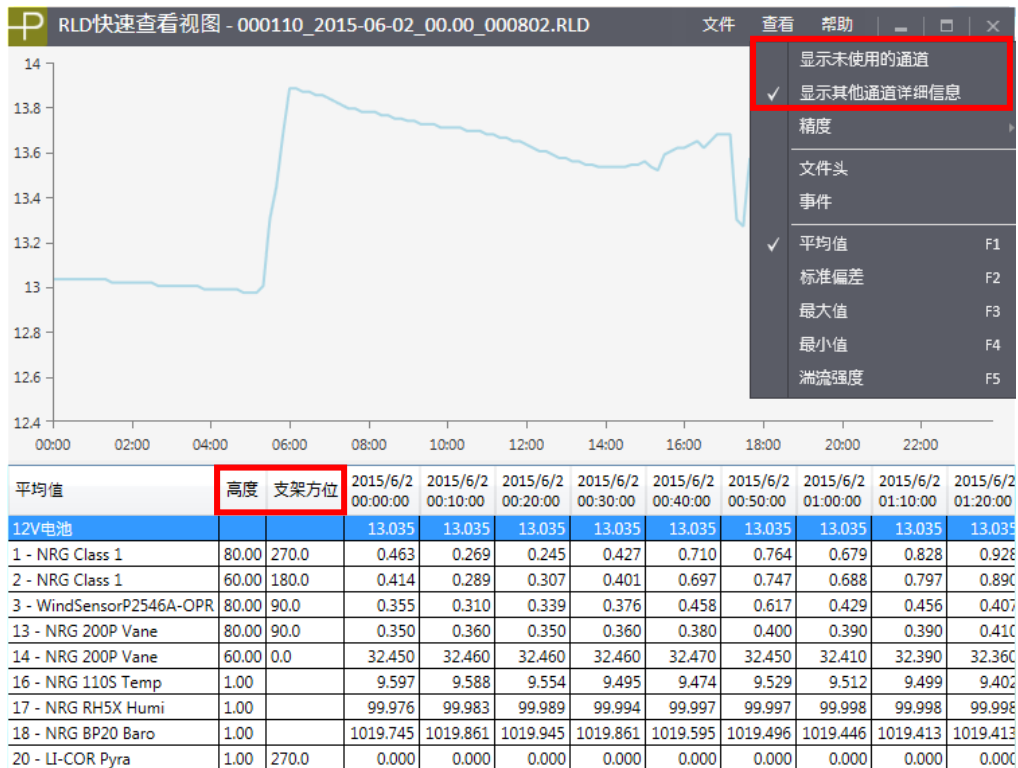 RLD快速查看视图 - 000110_2015-06-02_00.00_000802.RLD 文件 查看 帮助
显示未使用的通道
显示其他通道详细信息
精度
文件头
事件
平均值 F1
标准偏差 F2
最大值 F3
最小值 F4
湍流强度 F5
14
13.8
13.6
13.4
13.2
13
12.8
12.6
12.4
00:00 02:00 04:00 06:00 08:00 10:00 12:00 14:00 16:00 18:00 20:00 22:00
平均值 高度 支架方位 2015/6/2 00:00:00 2015/6/2 00:10:00 2015/6/2 00:20:00 2015/6/2 00:30:00 2015/6/2 00:40:00 2015/6/2 00:50:00 2015/6/2 01:00:00 2015/6/2 01:10:00 2015/6/2 01:20:00
12V电池 13.035 13.035 13.035 13.035 13.035 13.035 13.035 13.035 13.035
1 - NRG Class 1 80.00 270.0 0.463 0.269 0.245 0.427 0.710 0.764 0.679 0.828 0.928
2 - NRG Class 1 60.00 180.0 0.414 0.289 0.307 0.401 0.697 0.747 0.688 0.797 0.890
3 - WindSensorP2546A-OPR 80.00 90.0 0.355 0.310 0.339 0.376 0.458 0.617 0.429 0.456 0.407
13 - NRG 200P Vane 80.00 90.0 0.350 0.360 0.350 0.360 0.380 0.400 0.390 0.390 0.410
14 - NRG 200P Vane 60.00 0.0 32.450 32.460 32.460 32.460 32.470 32.450 32.410 32.390 32.360
16 - NRG 110S Temp 1.00 9.597 9.588 9.554 9.495 9.474 9.529 9.512 9.499 9.402
17 - NRG RH5X Humi 1.00 99.976 99.983 99.989 99.994 99.997 99.997 99.998 99.998 99.998
18 - NRG BP20 Baro 1.00 1019.745 1019.861 1019.945 1019.861 1019.595 1019.496 1019.446 1019.413 1019.413
20 - LI-COR Pyra 1.00 270.0 0.000 0.000 0.000 0.000 0.000 0.000 0.000 0.000 0.000